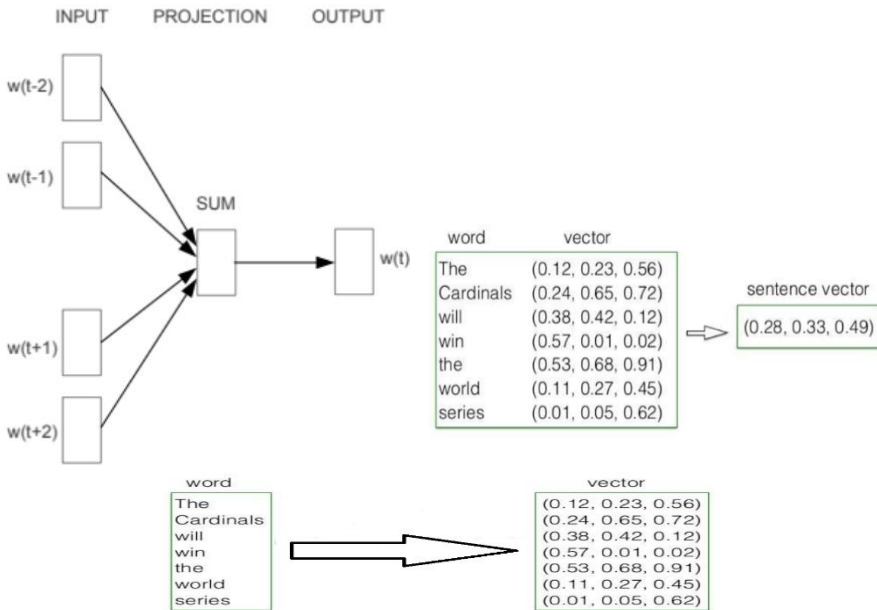 INPUT PROJECTION OUTPUT
w(t-2)
w(t-1)
SUM
w(t)
w(t+1)
w(t+2)
word vector
The (0.12, 0.23, 0.56)
Cardinals (0.24, 0.65, 0.72)
will (0.38, 0.42, 0.12)
win (0.57, 0.01, 0.02)
the (0.53, 0.68, 0.91)
world (0.11, 0.27, 0.45)
series (0.01, 0.05, 0.62)
sentence vector
(0.28, 0.33, 0.49)
word vector
The (0.12, 0.23, 0.56)
Cardinals (0.24, 0.65, 0.72)
will (0.38, 0.42, 0.12)
win (0.57, 0.01, 0.02)
the (0.53, 0.68, 0.91)
world (0.11, 0.27, 0.45)
series (0.01, 0.05, 0.62)